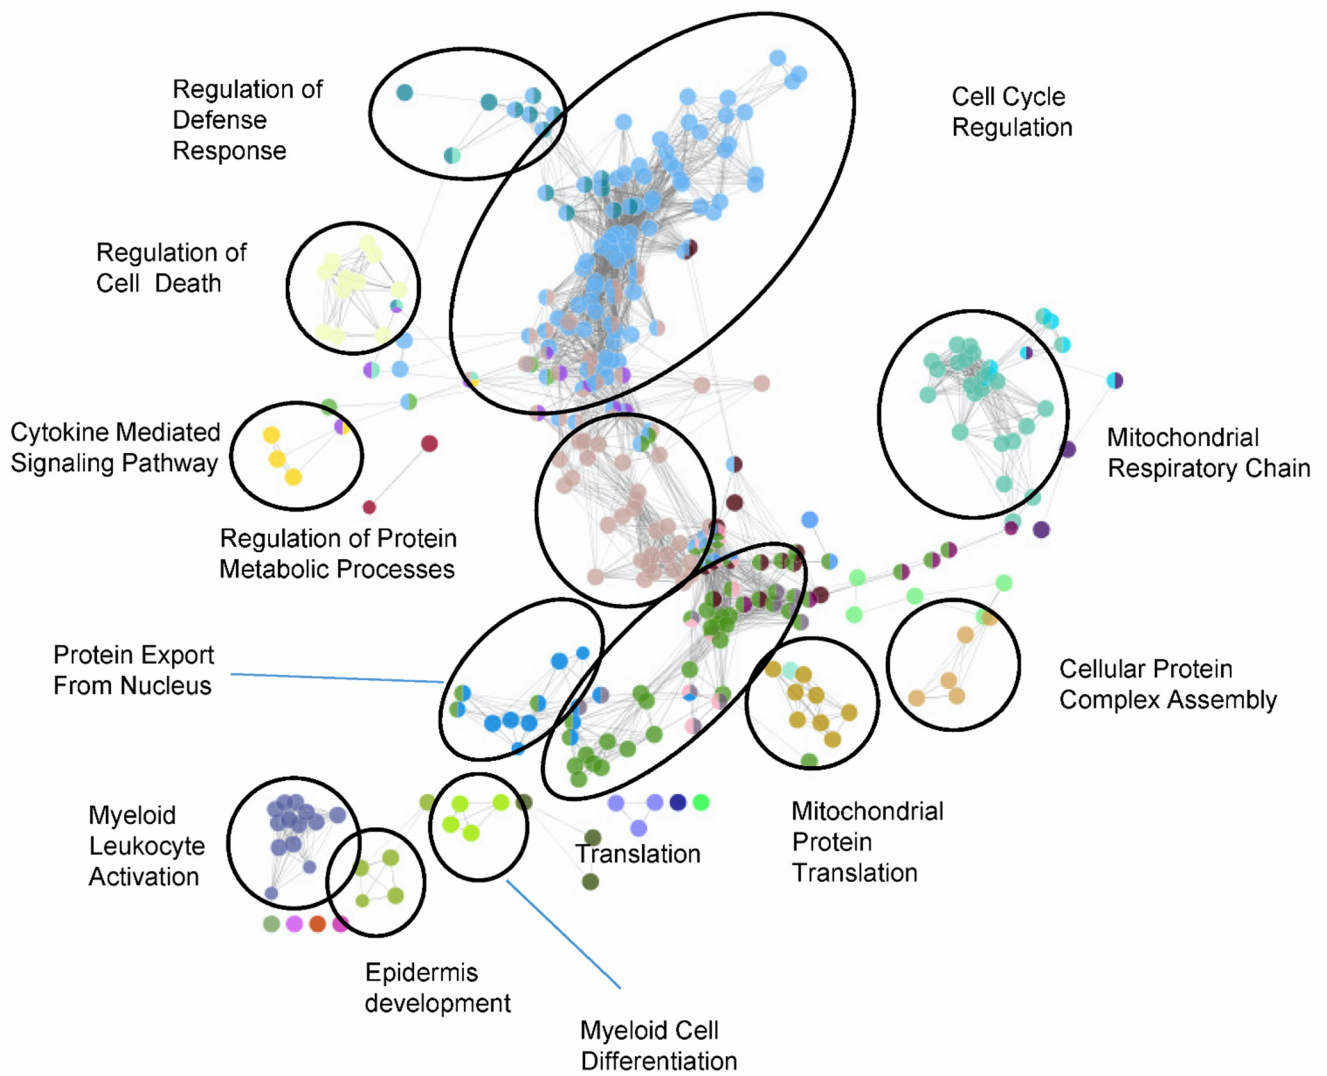 Regulation of
Defense
Response
Cell Cycle
Regulation
Regulation of
Cell Death
Cytokine Mediated
Signaling Pathway
Mitochondrial
Respiratory Chain
Regulation of Protein
Metabolic Processes
Protein Export
From Nucleus
Cellular Protein
Complex Assembly
Myeloid
Leukocyte
Activation
Translation
Mitochondrial
Protein
Translation
Epidermis
development
Myeloid Cell
Differentiation